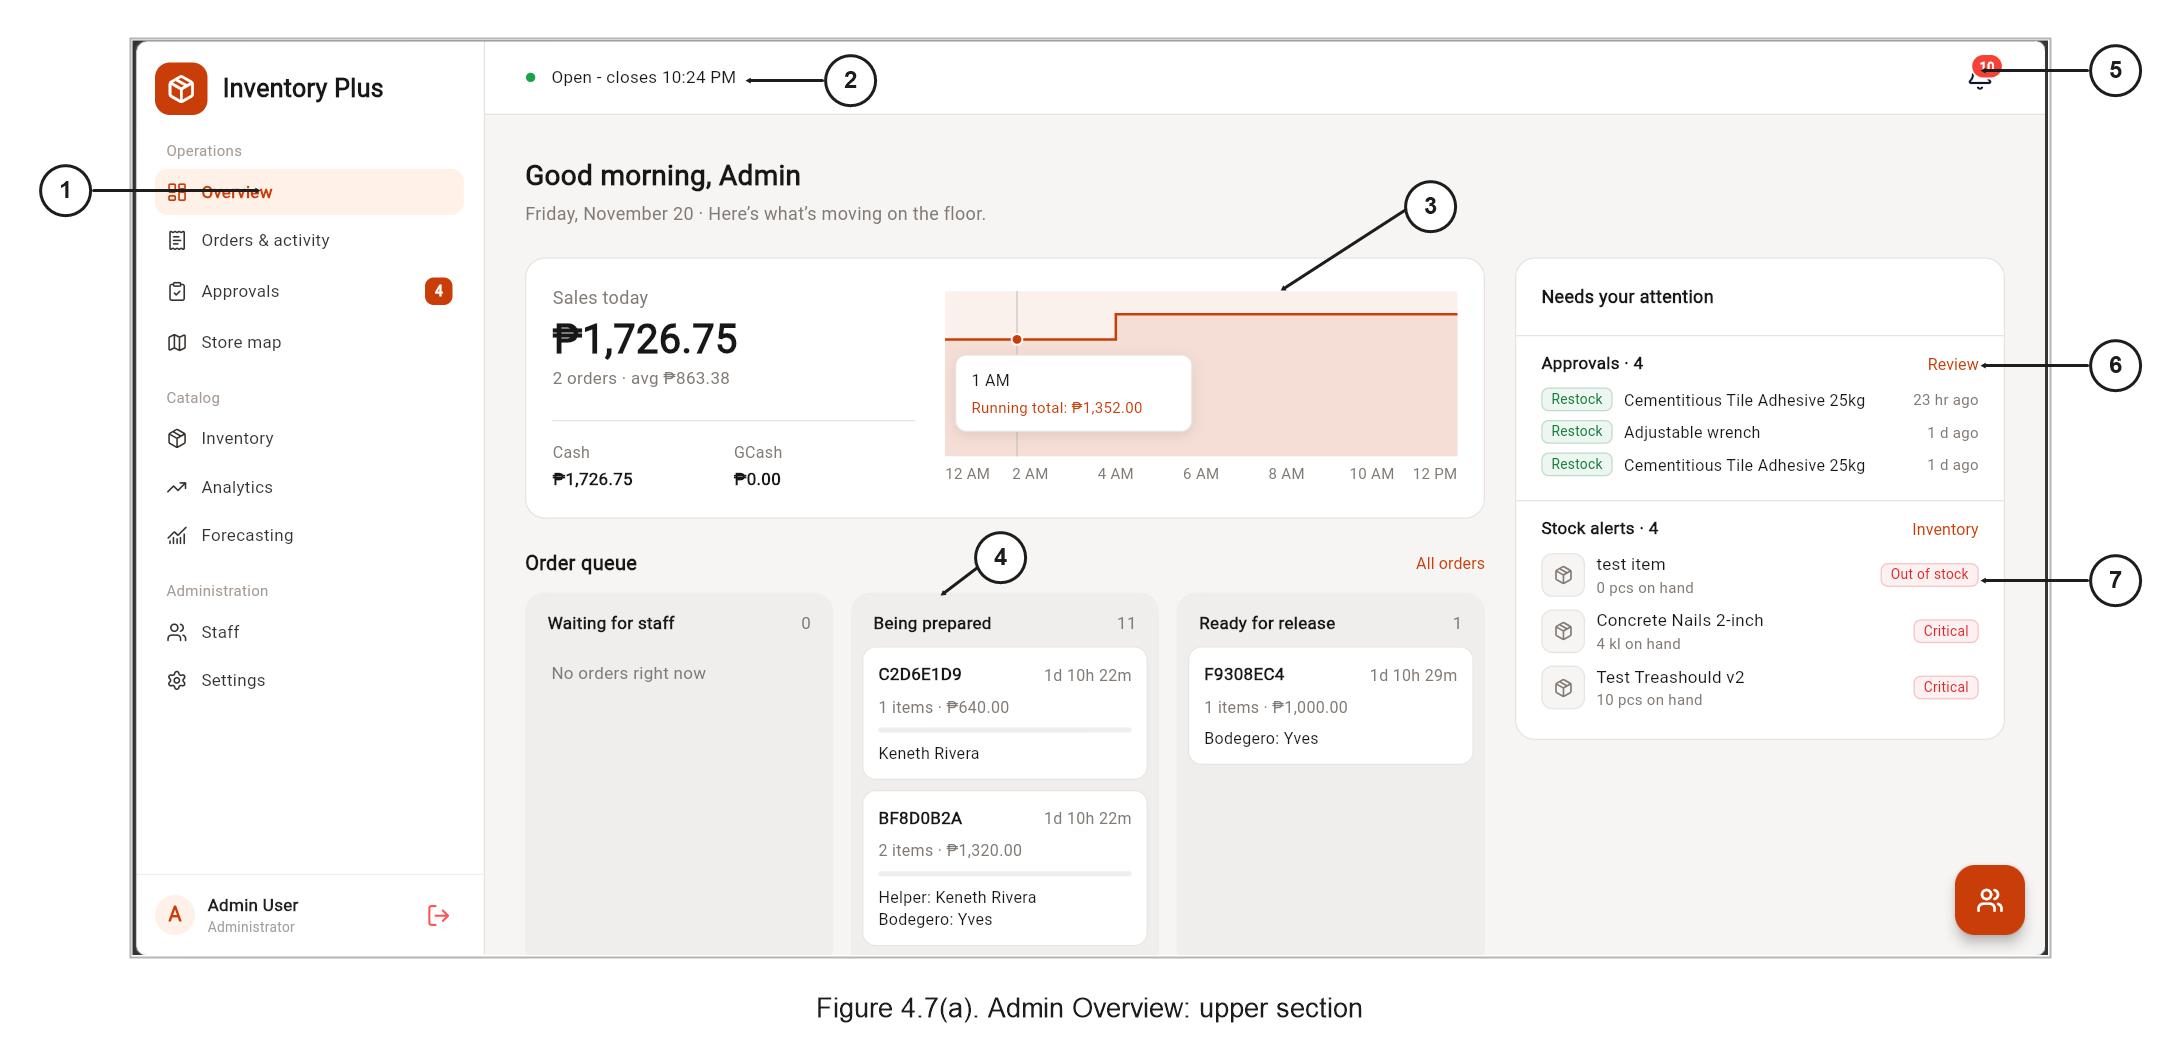 Inventory Plus
Operations
Overview
Orders & activity
Approvals 4
Store map
Catalog
Inventory
Analytics
Forecasting
Administration
Staff
Settings
A
Admin User
Administrator
1
Open - closes 10:24 PM
2
10
5
Good morning, Admin
Friday, November 20 · Here’s what’s moving on the floor.
3
Sales today
₱1,726.75
2 orders · avg ₱863.38
Cash GCash
₱1,726.75 ₱0.00
1 AM
Running total: ₱1,352.00
12 AM 2 AM 4 AM 6 AM 8 AM 10 AM 12 PM
4
Order queue All orders
Waiting for staff 0
No orders right now
Being prepared 11
C2D6E1D9 1d 10h 22m
1 items · ₱640.00
Keneth Rivera
BF8D0B2A 1d 10h 22m
2 items · ₱1,320.00
Helper: Keneth Rivera
Bodegero: Yves
Ready for release 1
F9308EC4 1d 10h 29m
1 items · ₱1,000.00
Bodegero: Yves
Needs your attention
Approvals · 4 Review
6
Restock Cementitious Tile Adhesive 25kg 23 hr ago
Restock Adjustable wrench 1 d ago
Restock Cementitious Tile Adhesive 25kg 1 d ago
Stock alerts · 4 Inventory
test item
0 pcs on hand
Out of stock
7
Concrete Nails 2-inch
4 kl on hand
Critical
Test Treashould v2
10 pcs on hand
Critical
Figure 4.7(a). Admin Overview: upper section